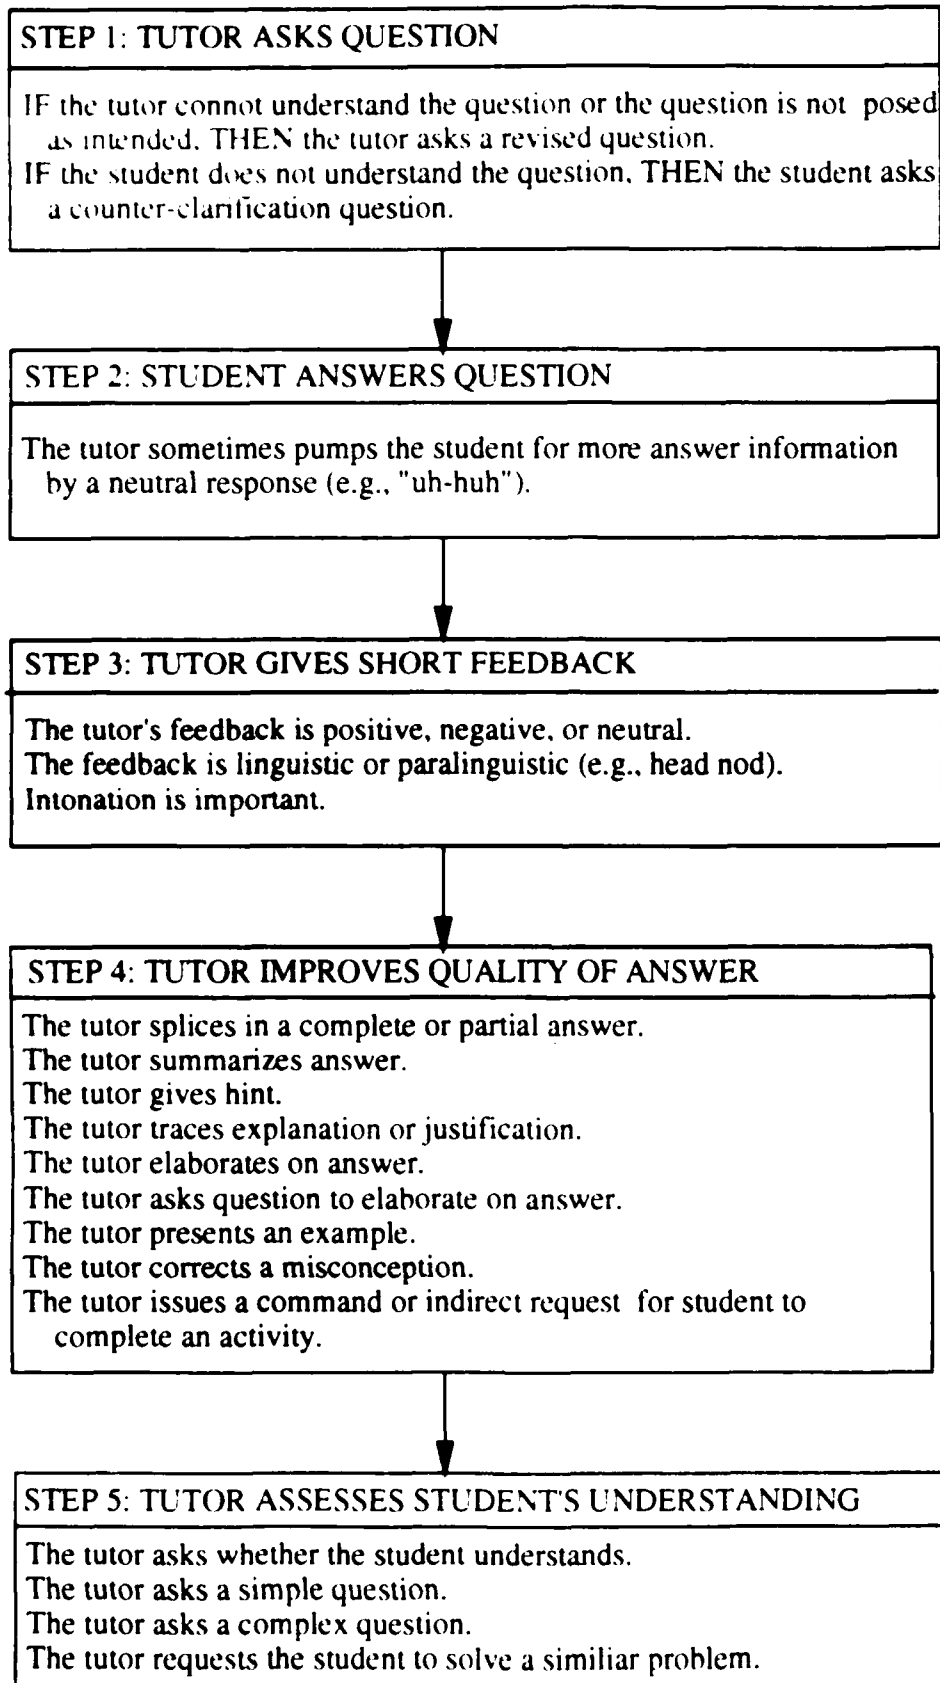 STEP 1: TUTOR ASKS QUESTION
IF the tutor connot understand the question or the question is not posed
as intended, THEN the tutor asks a revised question.
IF the student does not understand the question, THEN the student asks
a counter-clarification question.
STEP 2: STUDENT ANSWERS QUESTION
The tutor sometimes pumps the student for more answer information
by a neutral response (e.g., "uh-huh").
STEP 3: TUTOR GIVES SHORT FEEDBACK
The tutor's feedback is positive, negative, or neutral.
The feedback is linguistic or paralinguistic (e.g., head nod).
Intonation is important.
STEP 4: TUTOR IMPROVES QUALITY OF ANSWER
The tutor splices in a complete or partial answer.
The tutor summarizes answer.
The tutor gives hint.
The tutor traces explanation or justification.
The tutor elaborates on answer.
The tutor asks question to elaborate on answer.
The tutor presents an example.
The tutor corrects a misconception.
The tutor issues a command or indirect request for student to
complete an activity.
STEP 5: TUTOR ASSESSES STUDENT'S UNDERSTANDING
The tutor asks whether the student understands.
The tutor asks a simple question.
The tutor asks a complex question.
The tutor requests the student to solve a similiar problem.